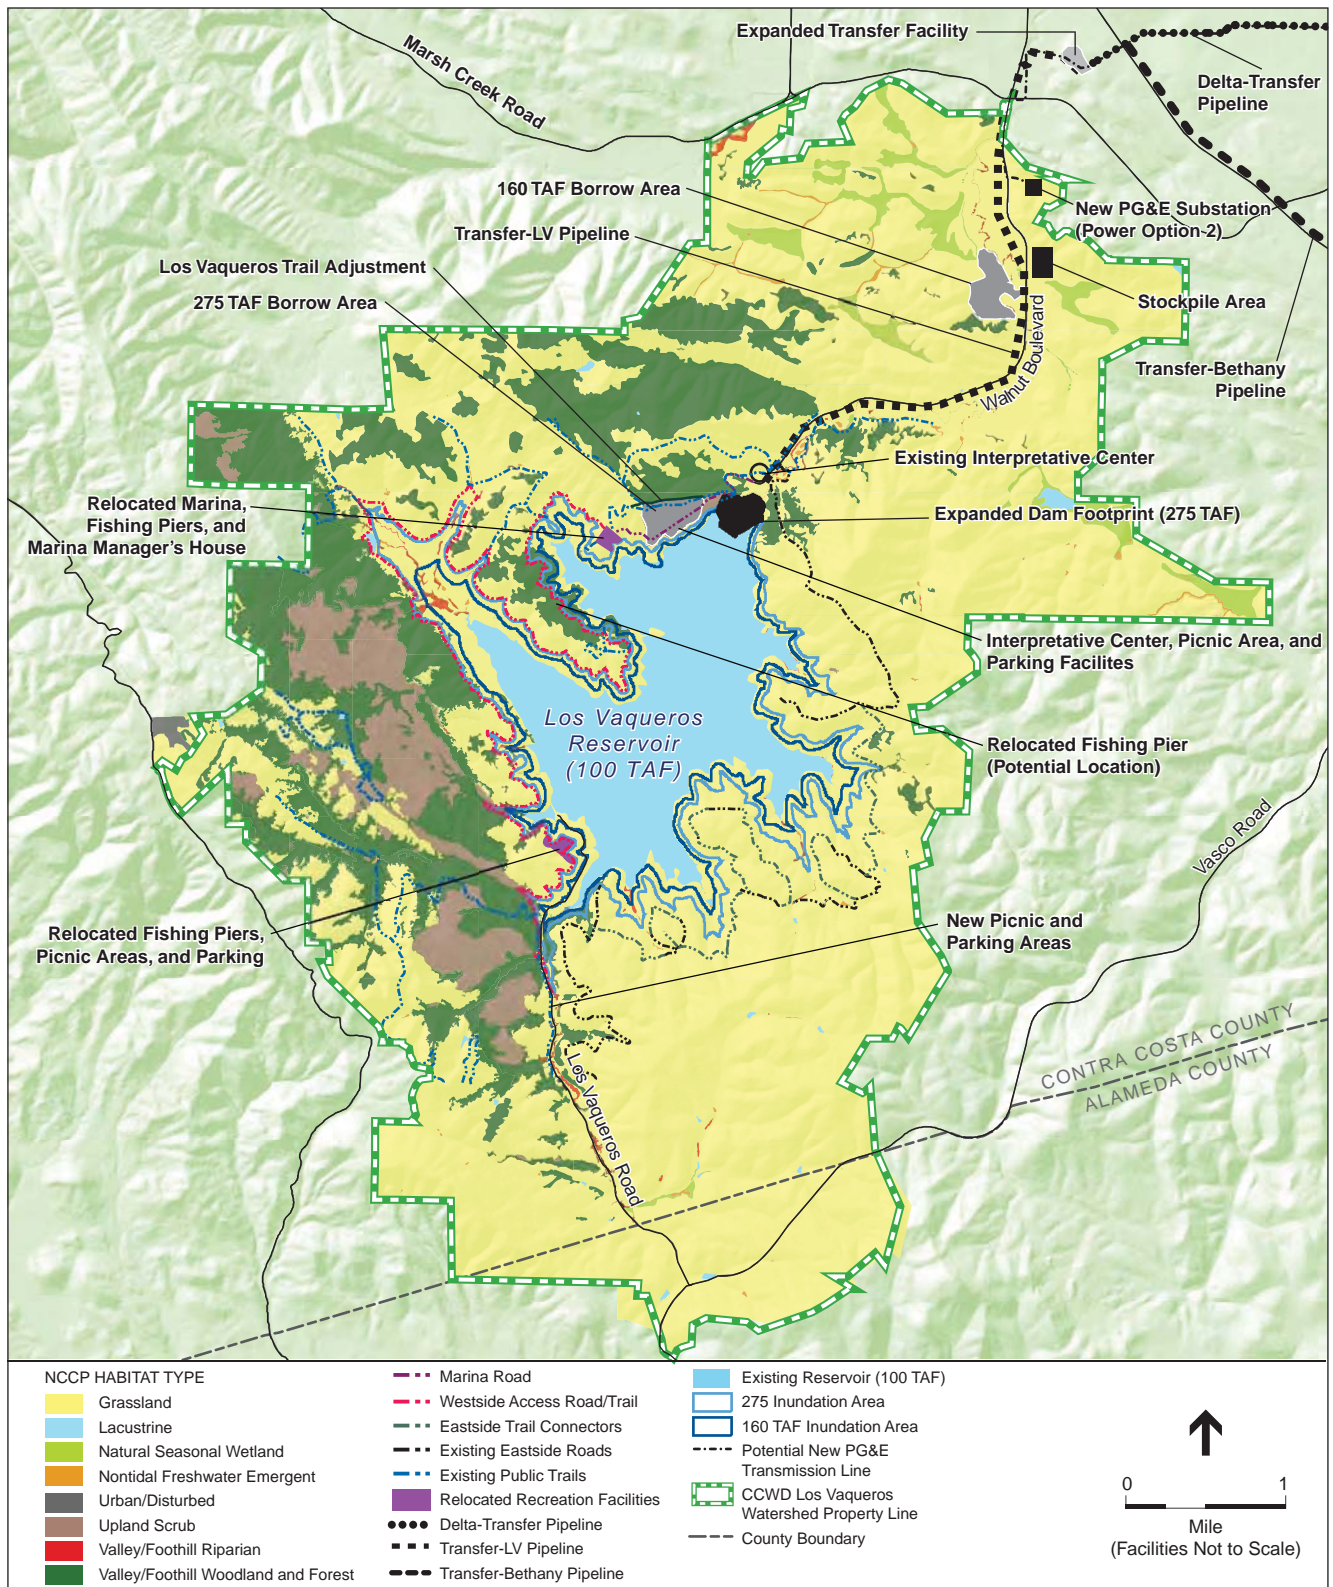 Expanded Transfer Facility
Marsh Creek Road
Delta-Transfer
Pipeline
160 TAF Borrow Area
New PG&E Substation
(Power Option 2)
Transfer-LV Pipeline
Los Vaqueros Trail Adjustment
275 TAF Borrow Area
Stockpile Area
Walnut Boulevard
Transfer-Bethany
Pipeline
Existing Interpretative Center
Relocated Marina,
Fishing Piers, and
Marina Manager's House
Expanded Dam Footprint (275 TAF)
Interpretative Center, Picnic Area, and
Parking Facilites
Los Vaqueros
Reservoir
(100 TAF)
Relocated Fishing Pier
(Potential Location)
Vasco Road
Relocated Fishing Piers,
Picnic Areas, and Parking
New Picnic and
Parking Areas
CONTRA COSTA COUNTY
ALAMEDA COUNTY
Los Vaqueros Road
NCCP HABITAT TYPE
Grassland
Lacustrine
Natural Seasonal Wetland
Nontidal Freshwater Emergent
Urban/Disturbed
Upland Scrub
Valley/Foothill Riparian
Valley/Foothill Woodland and Forest
Marina Road
Westside Access Road/Trail
Eastside Trail Connectors
Existing Eastside Roads
Existing Public Trails
Relocated Recreation Facilities
Delta-Transfer Pipeline
Transfer-LV Pipeline
Transfer-Bethany Pipeline
Existing Reservoir (100 TAF)
275 Inundation Area
160 TAF Inundation Area
Potential New PG&E
Transmission Line
CCWD Los Vaqueros
Watershed Property Line
County Boundary
0 1
Mile
(Facilities Not to Scale)